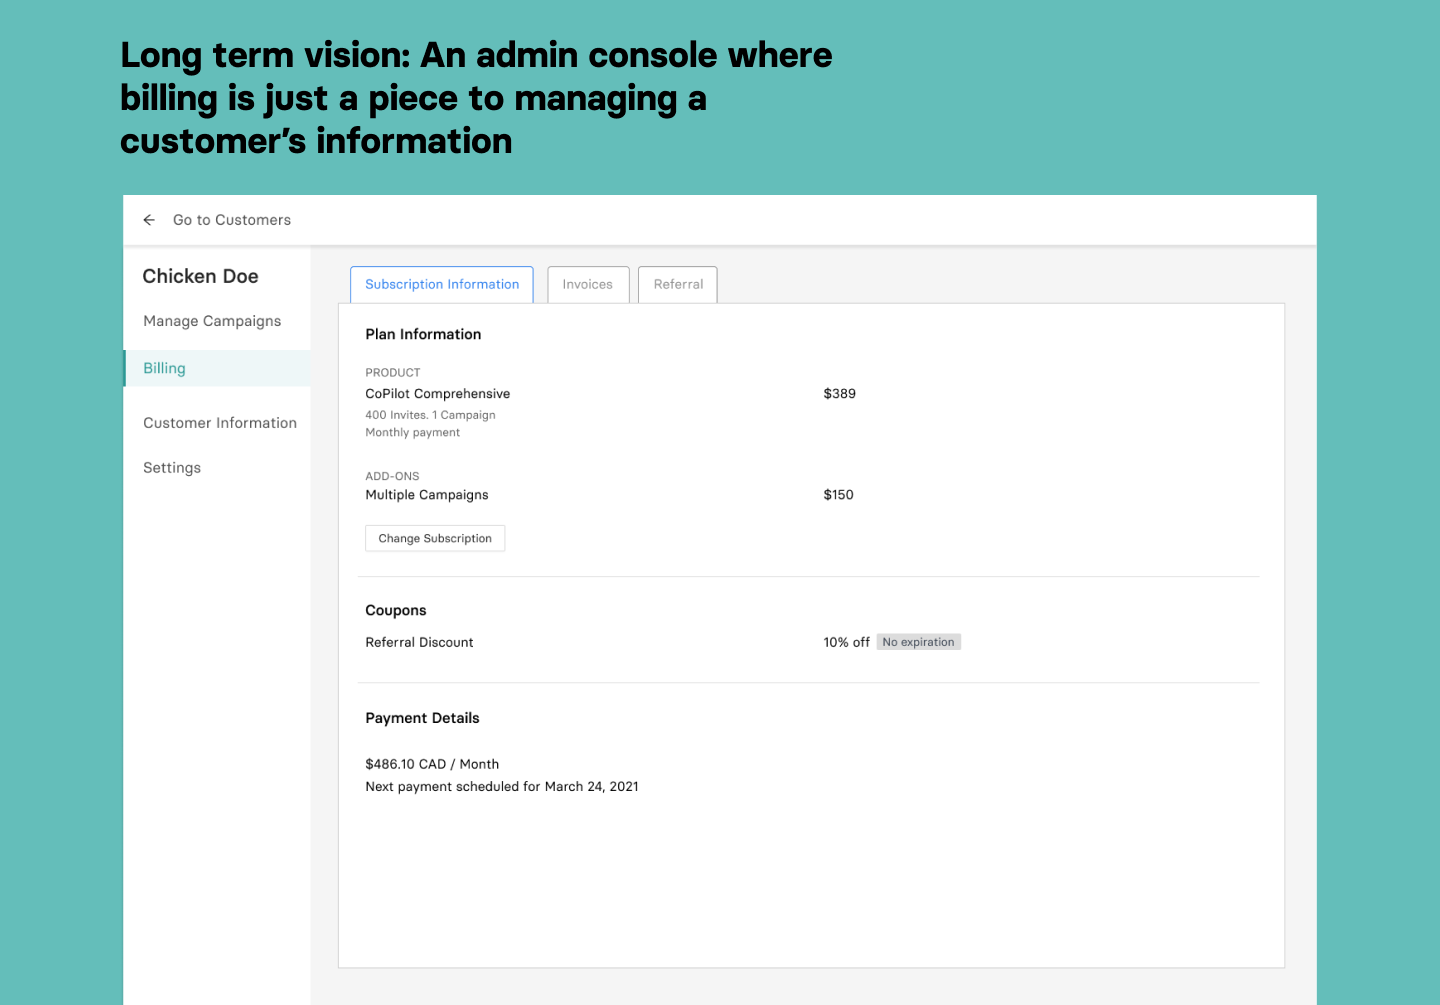 Long term vision: An admin console where
billing is just a piece to managing a
customer’s information
Go to Customers
Chicken Doe
Manage Campaigns
Billing
Customer Information
Settings
Subscription Information
Invoices
Referral
Plan Information
PRODUCT
CoPilot Comprehensive $389
400 Invites. 1 Campaign
Monthly payment
ADD-ONS
Multiple Campaigns $150
Change Subscription
Coupons
Referral Discount 10% off No expiration
Payment Details
$486.10 CAD / Month
Next payment scheduled for March 24, 2021